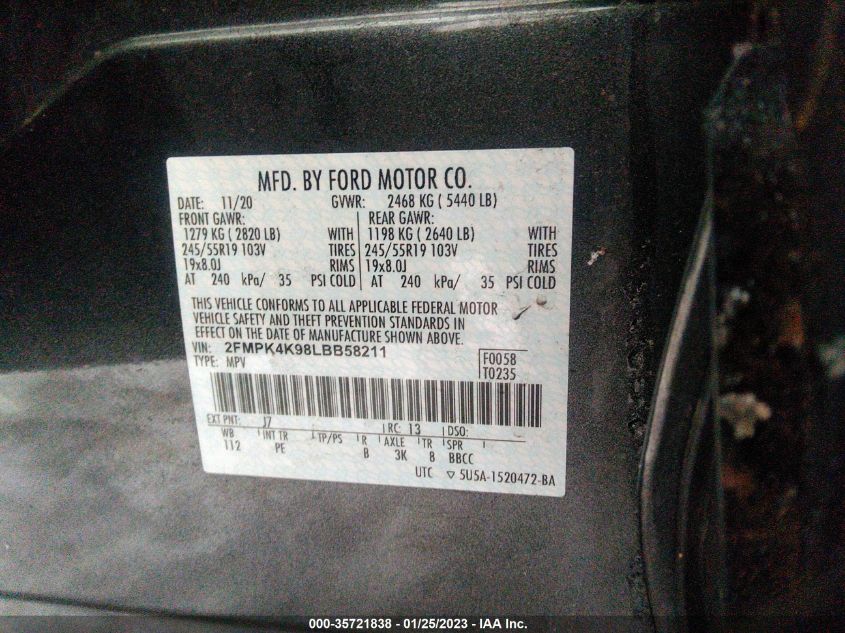 MFD. BY FORD MOTOR CO.
DATE: 11/20 GVWR: 2468 KG ( 5440 LB)
FRONT GAWR: REAR GAWR:
1279 KG ( 2820 LB) WITH 1198 KG ( 2640 LB) WITH
245/55R19 103V TIRES 245/55R19 103V TIRES
19x8.0J RIMS 19x8.0J RIMS
AT 240 kPa/ 35 PSI COLD AT 240 kPa/ 35 PSI COLD
THIS VEHICLE CONFORMS TO ALL APPLICABLE FEDERAL MOTOR
VEHICLE SAFETY AND THEFT PREVENTION STANDARDS IN
EFFECT ON THE DATE OF MANUFACTURE SHOWN ABOVE.
VIN: 2FMPK4K98LBB58211 F0058
TYPE: MPV T0235
EXT PNT: J7 RC: 13 DSO:
WB INT TR TP/PS R AXLE TR SPR
112 PE B 3K 8 BBCC
UTC ▽ 5U5A-1520472-BA
000-35721838 - 01/25/2023 - IAA Inc.